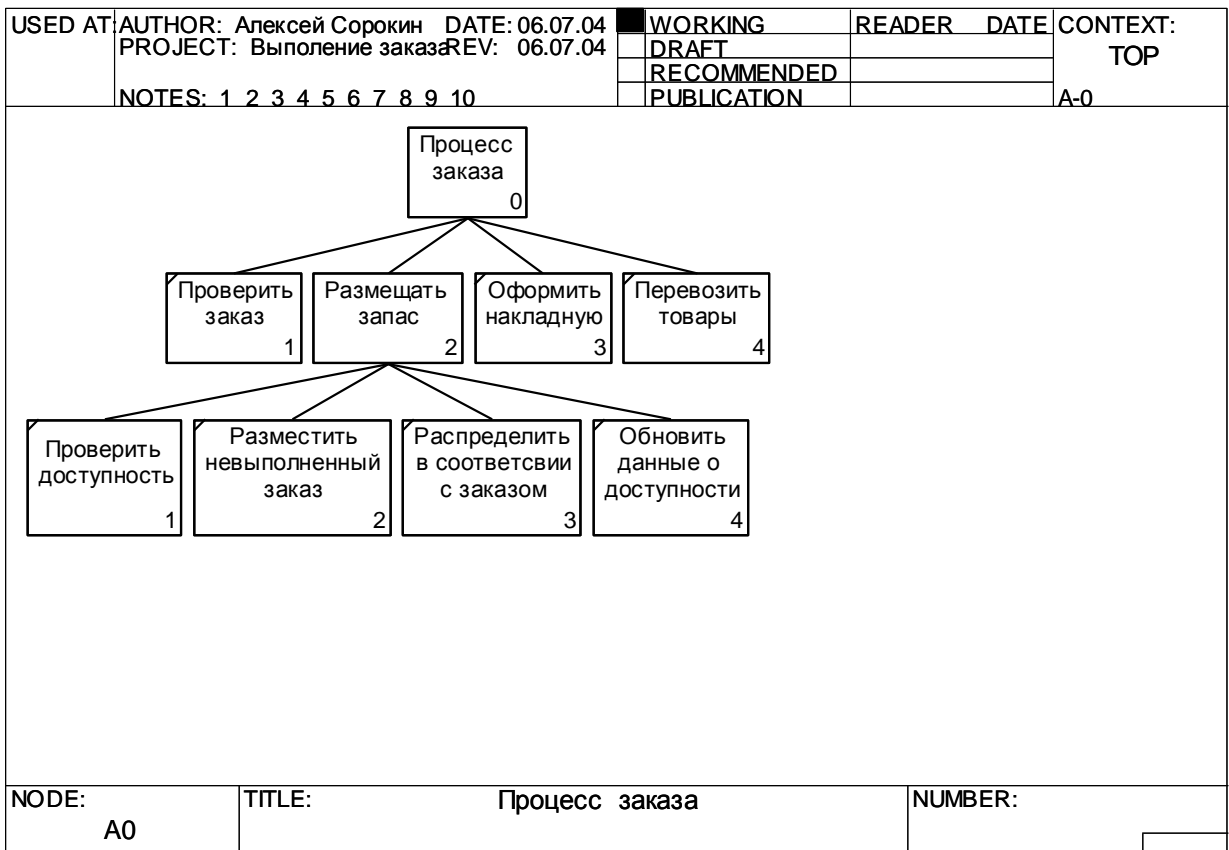 USED AT: AUTHOR: Алексей Сорокин DATE: 06.07.04 WORKING READER DATE CONTEXT:
PROJECT: Выполение заказа REV: 06.07.04 DRAFT TOP
RECOMMENDED
NOTES: 1 2 3 4 5 6 7 8 9 10 PUBLICATION A-0
Процесс
заказа
0
Проверить
заказ
1
Размещать
запас
2
Оформить
накладную
3
Перевозить
товары
4
Проверить
доступность
1
Разместить
невыполненный
заказ
2
Распределить
в соответсвии
с заказом
3
Обновить
данные о
доступности
4
NODE: TITLE: Процесс заказа NUMBER:
A0